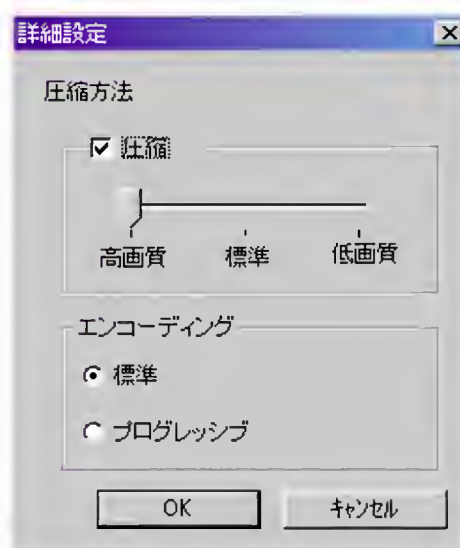 詳細設定
圧縮方法
圧縮
高画質 標準 低画質
エンコーディング
標準
プログレッシブ
OK キャンセル